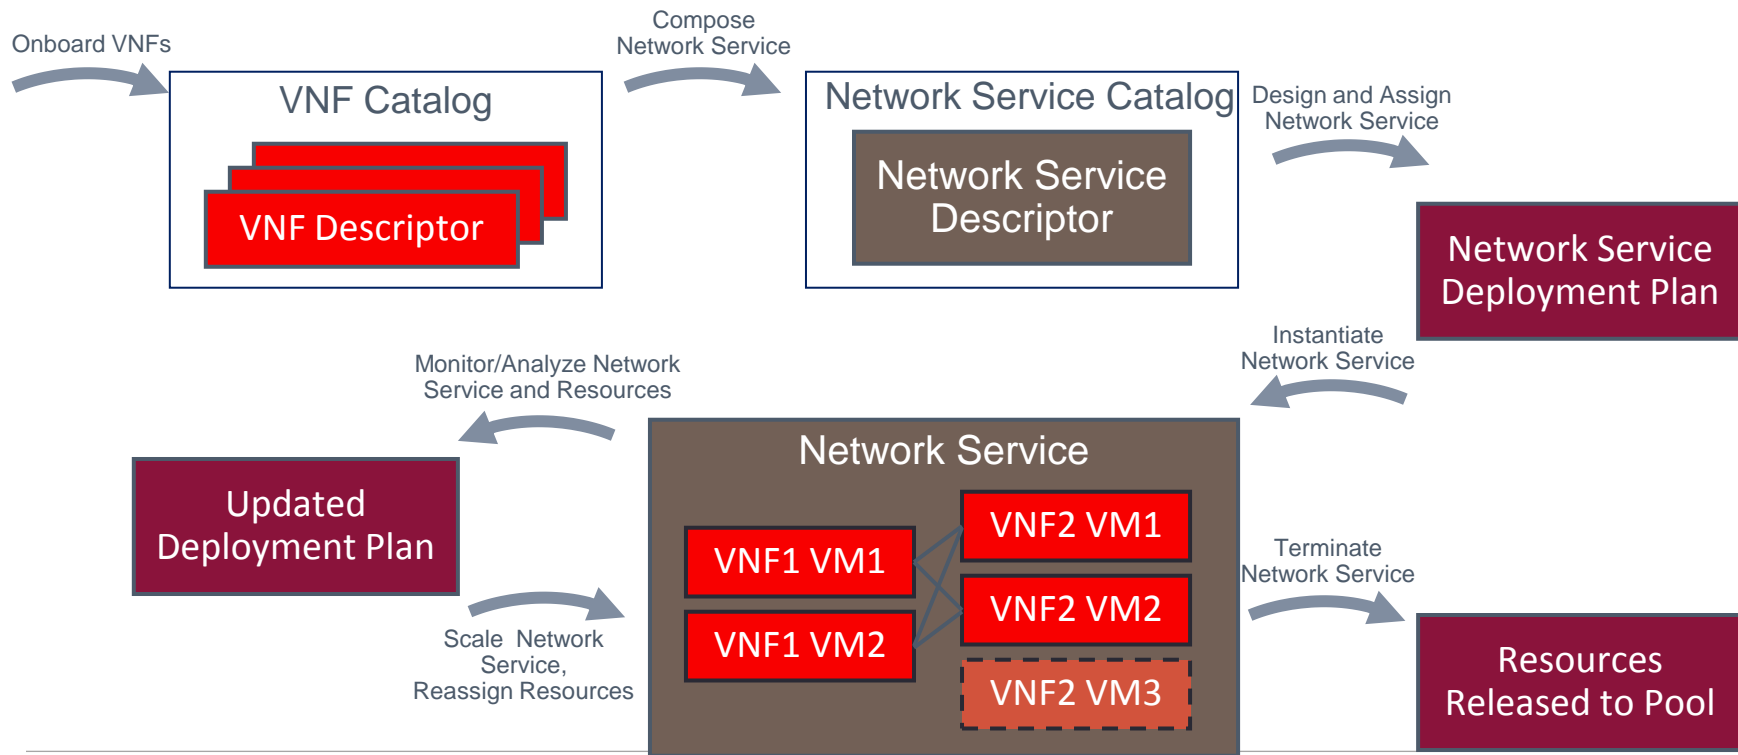 Onboard VNFs
Compose
Network Service
VNF Catalog
VNF Descriptor
Network Service Catalog
Network Service
Descriptor
Design and Assign
Network Service
Network Service
Deployment Plan
Instantiate
Network Service
Monitor/Analyze Network
Service and Resources
Updated
Deployment Plan
Scale Network
Service,
Reassign Resources
Network Service
VNF1 VM1
VNF1 VM2
VNF2 VM1
VNF2 VM2
VNF2 VM3
Terminate
Network Service
Resources
Released to Pool